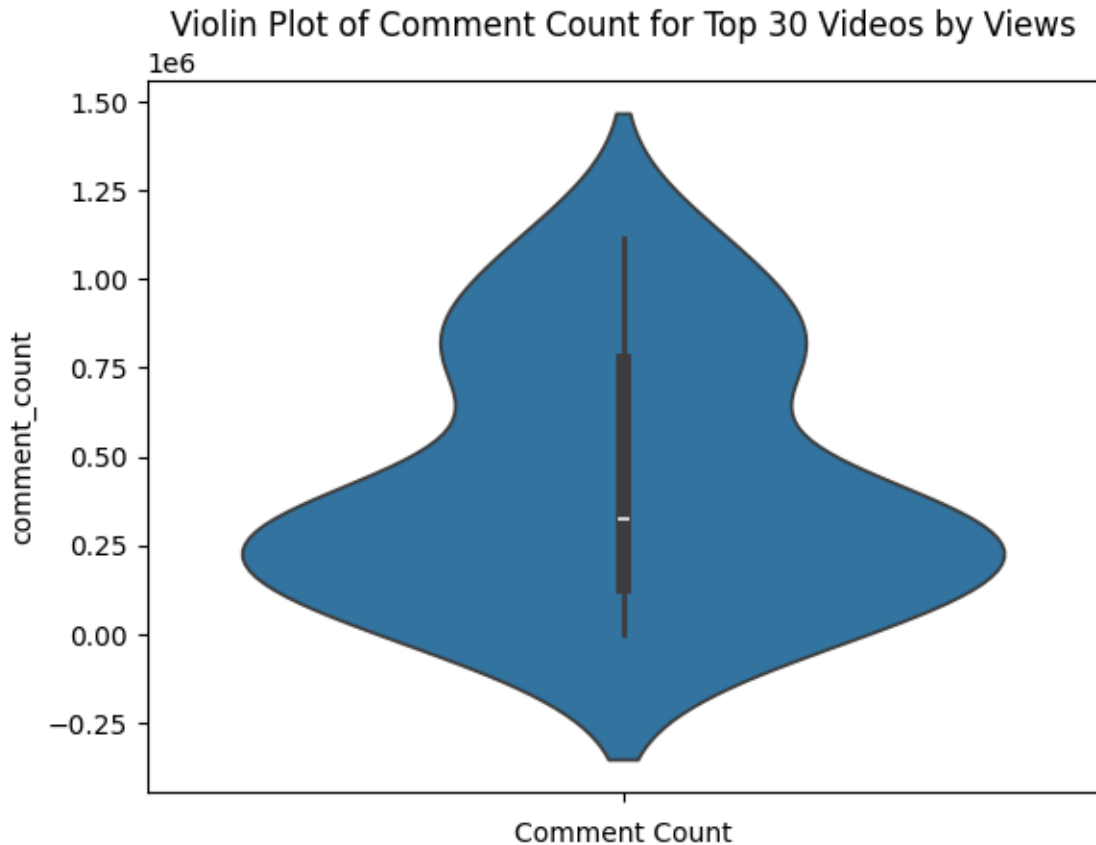 Violin Plot of Comment Count for Top 30 Videos by Views
1e6
1.50
1.25
1.00
0.75
0.50
0.25
0.00
−0.25
comment_count
Comment Count